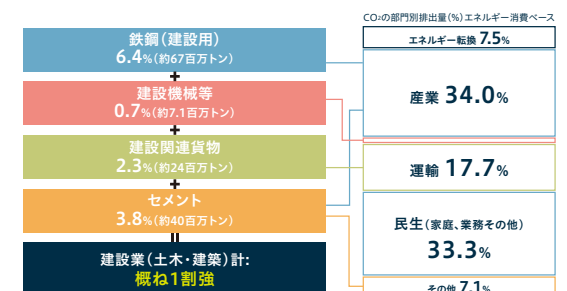 CO2の部門別排出量(%)エネルギー消費ベース
鉄鋼(建設用)
6.4%(約67百万トン)
+
建設機械等
0.7%(約7.1百万トン)
+
建設関連貨物
2.3%(約24百万トン)
+
セメント
3.8%(約40百万トン)
=
建設業(土木・建築)計:
概ね1割強
エネルギー転換 7.5%
産業 34.0%
運輸 17.7%
民生(家庭、業務その他)
33.3%
その他 7.1%